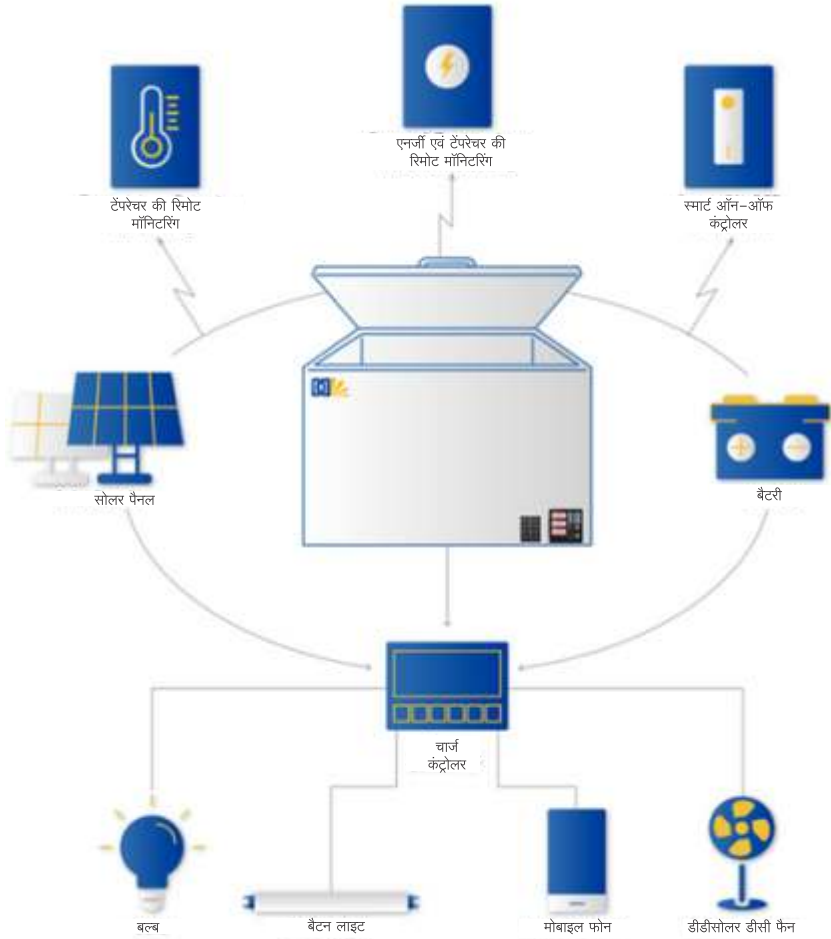 एनर्जी एवं टेंपरेचर की
रिमोट मॉनिटरिंग
टेंपरेचर की रिमोट
मॉनिटरिंग
स्मार्ट ऑन-ऑफ
कंट्रोलर
सोलर पैनल
बैटरी
चार्ज
कंट्रोलर
बल्ब
बैटन लाइट
मोबाइल फोन
डीडीसोलर डीसी फैन